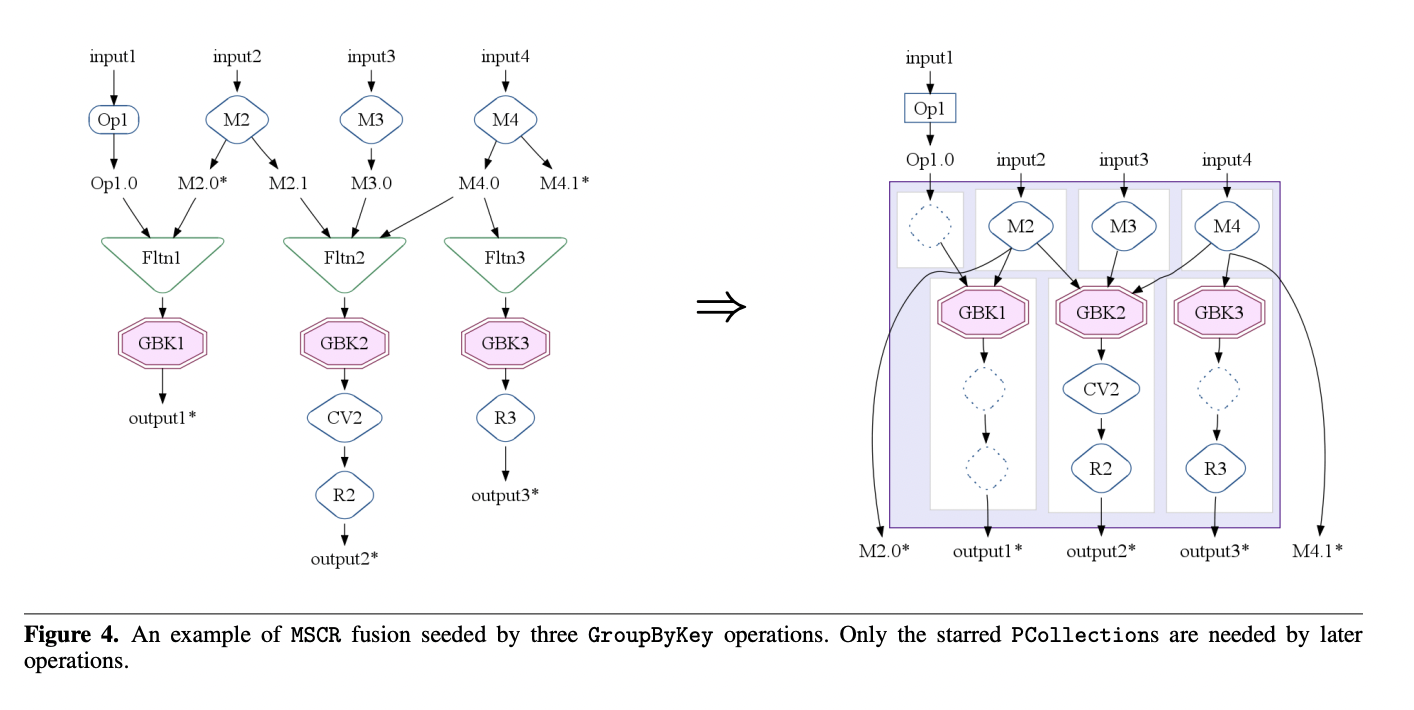 input1 input2 input3 input4
Op1 M2 M3 M4
Op1.0 M2.0* M2.1 M3.0 M4.0 M4.1*
Fltn1 Fltn2 Fltn3
GBK1 GBK2 GBK3
output1* CV2 R3
R2 output3*
output2*
⇒
input1
Op1
Op1.0 input2 input3 input4
M2 M3 M4
GBK1 GBK2 GBK3
CV2
R2 R3
M2.0* output1* output2* output3* M4.1*
Figure 4. An example of MSCR fusion seeded by three GroupByKey operations. Only the starred PCollections are needed by later
operations.